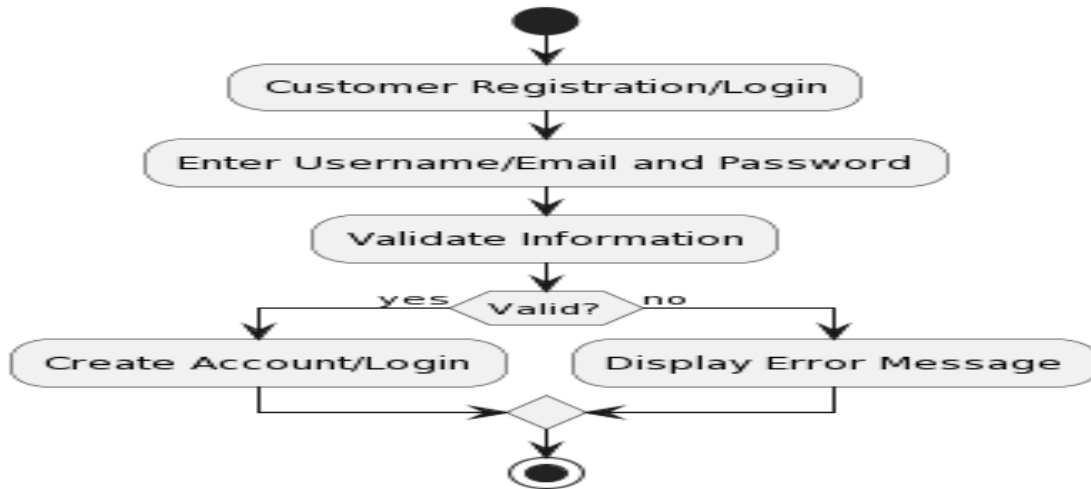 Customer Registration/Login
Enter Username/Email and Password
Validate Information
yes
Valid?
no
Create Account/Login
Display Error Message